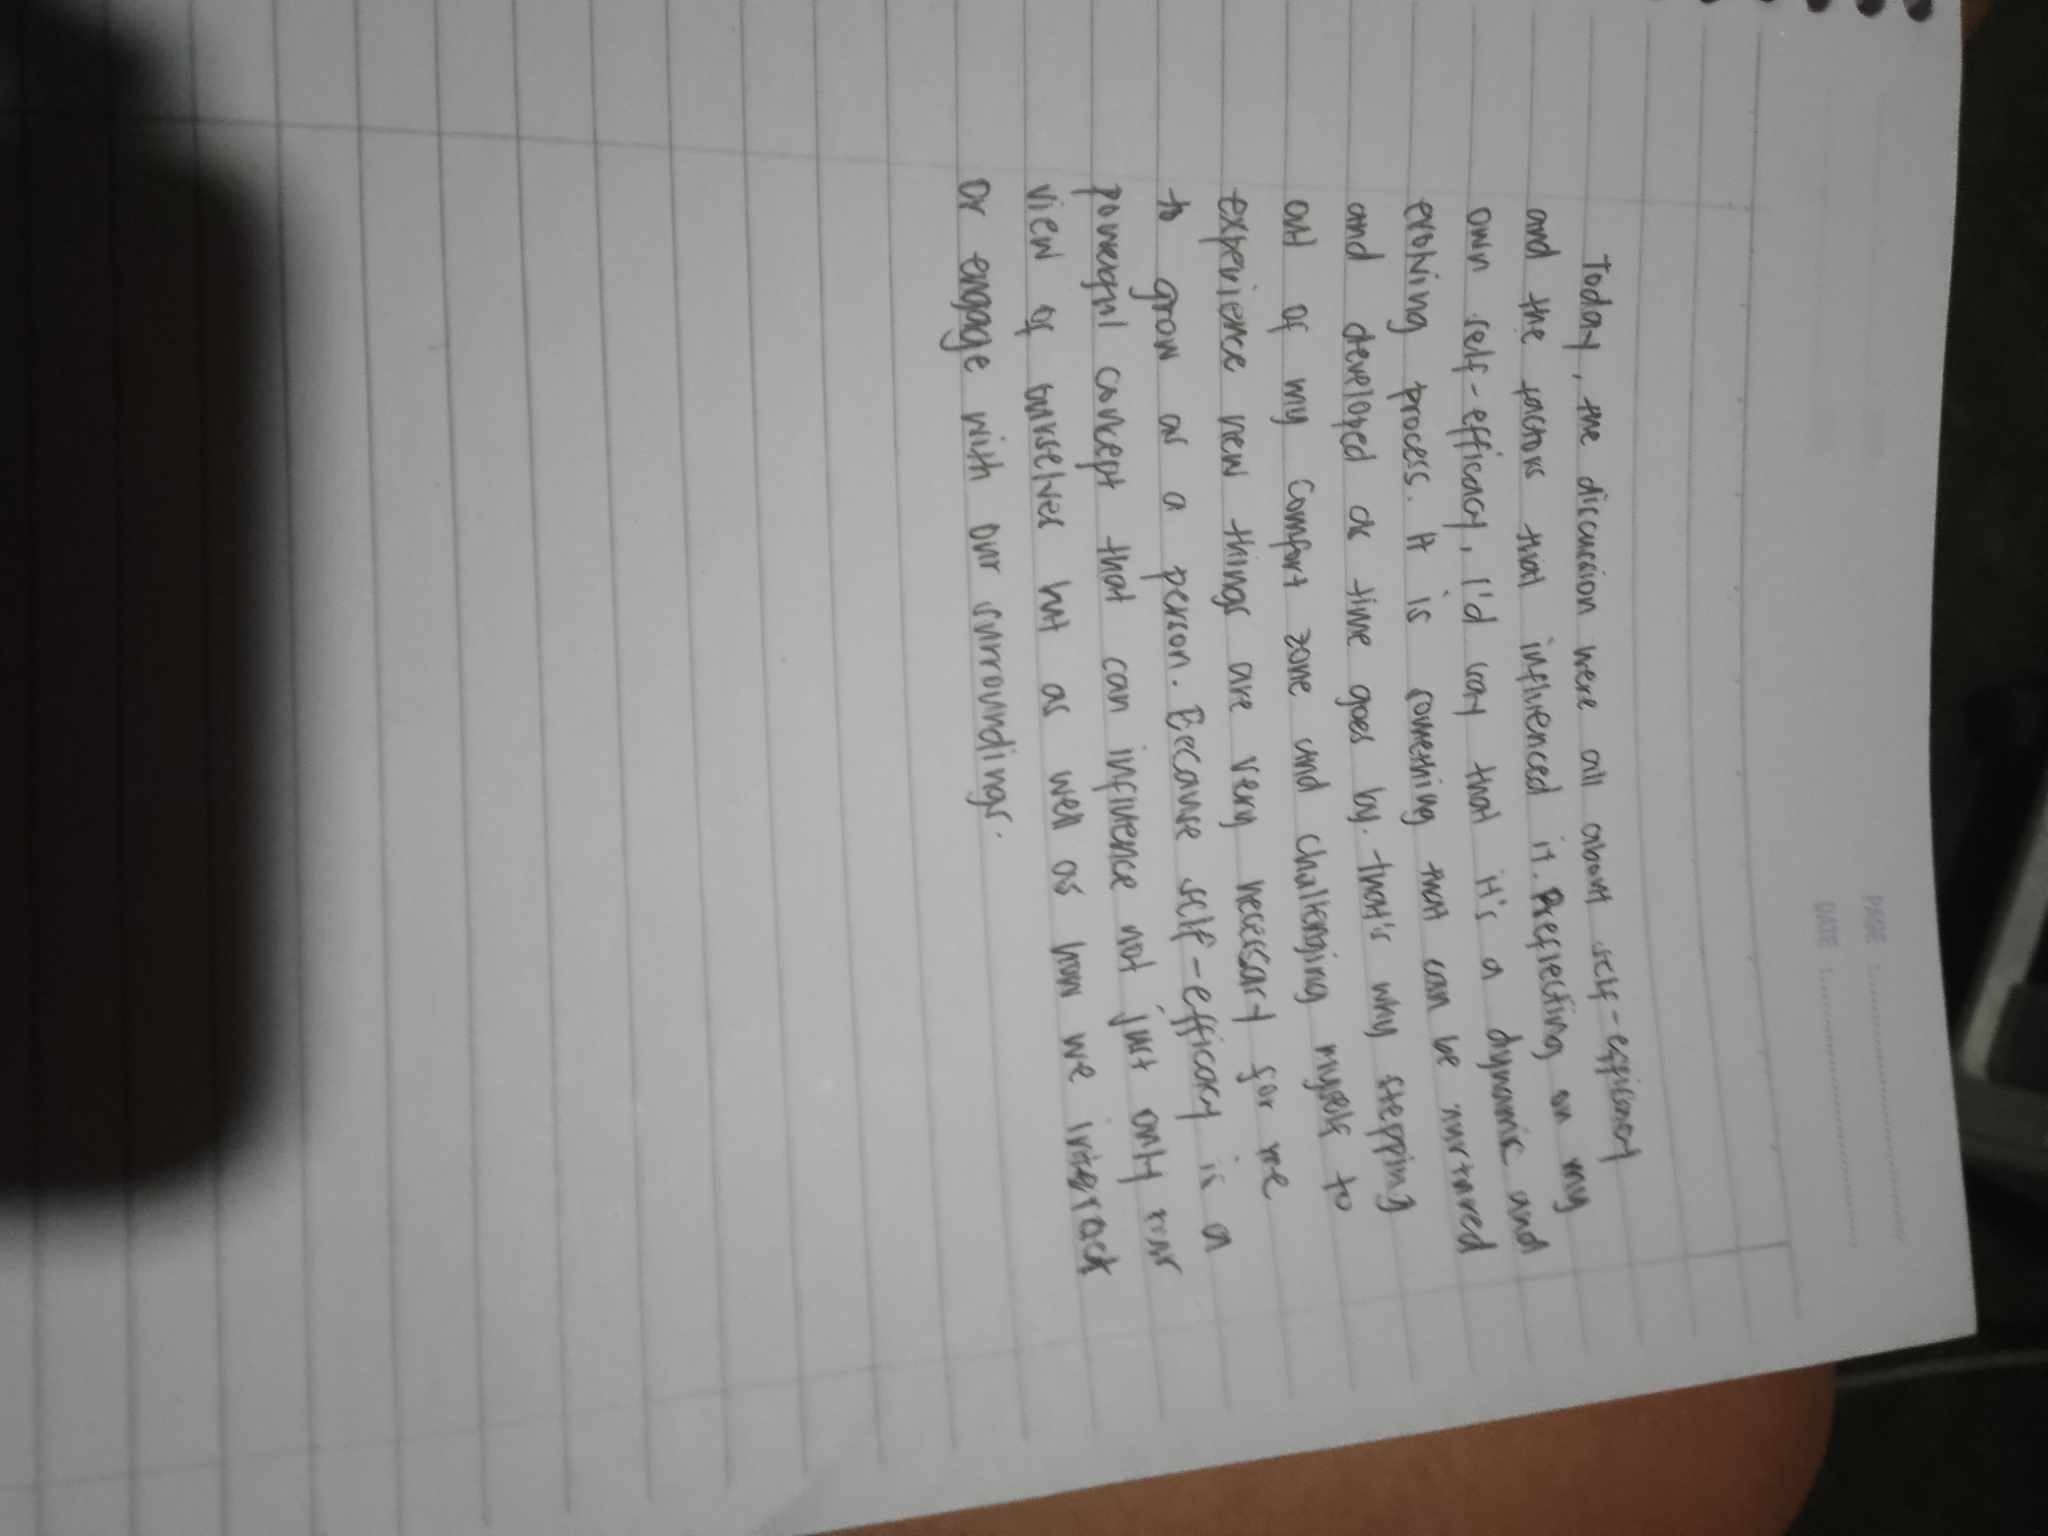 PAGE :
DATE :
Today, the discussion were all about self-efficacy
and the factors that influenced it. Reflecting on my
own self-efficacy, I'd say that it's a dynamic and
evolving process. It is something that can be nurtured
and developed as time goes by. that's why stepping
out of my comfort zone and challenging myself to
experience new things are very necessary for me
to grow as a person. Because self-efficacy is a
powerful concept that can influence not just only
view of ourselves but as well as how we interact
or engage with our surroundings.